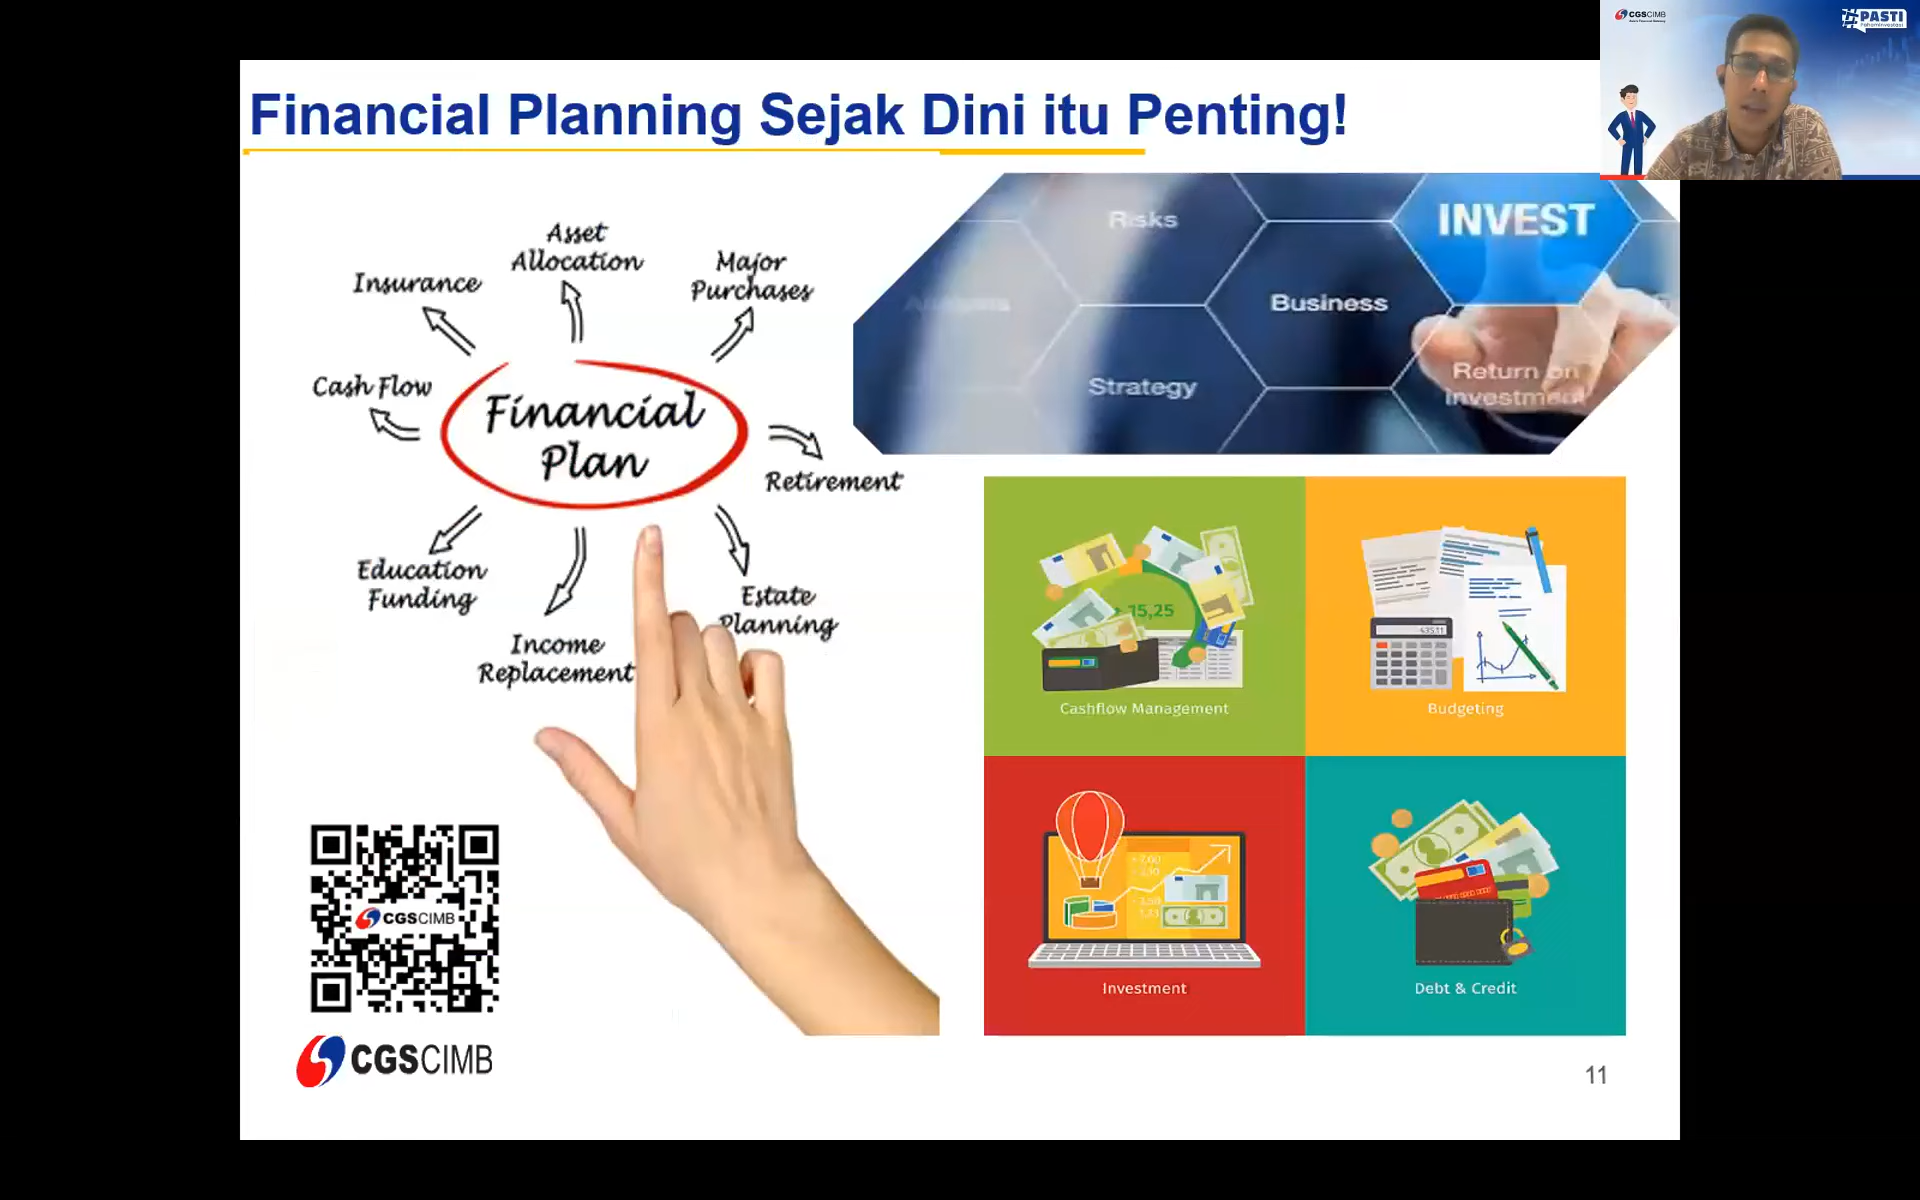 Financial Planning Sejak Dini itu Penting!
CGSCIMB
#PASTI
Asset
Allocation
Major
Purchases
Insurance
Cash Flow
Financial
Plan
Retirement
Education
Funding
Income
Replacement
Estate
Planning
Risks
INVEST
Business
Strategy
Return on
Investment
15,25
Cashflow Management
Budgeting
Investment
Debt & Credit
CGSCIMB
CGSCIMB
11